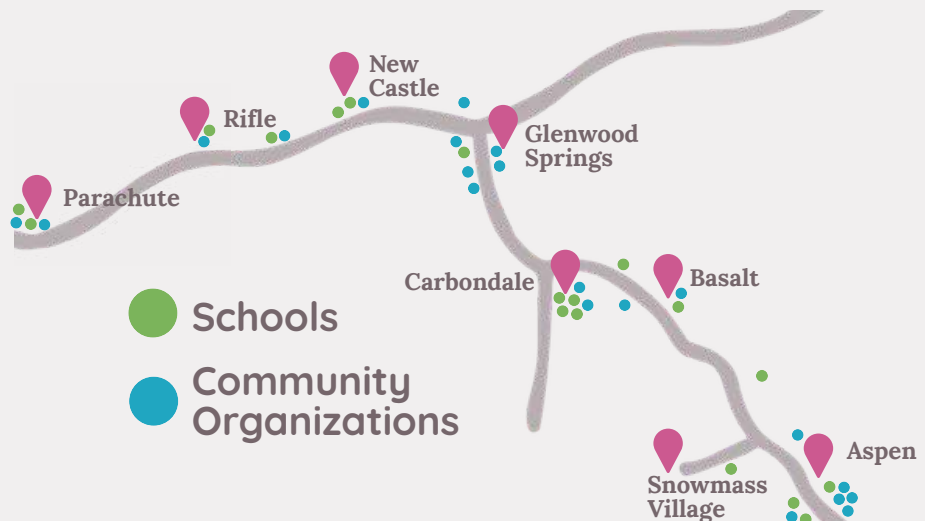 New
Castle
Rifle
Glenwood
Springs
Parachute
Carbondale
Basalt
Schools
Community
Organizations
Aspen
Snowmass
Village